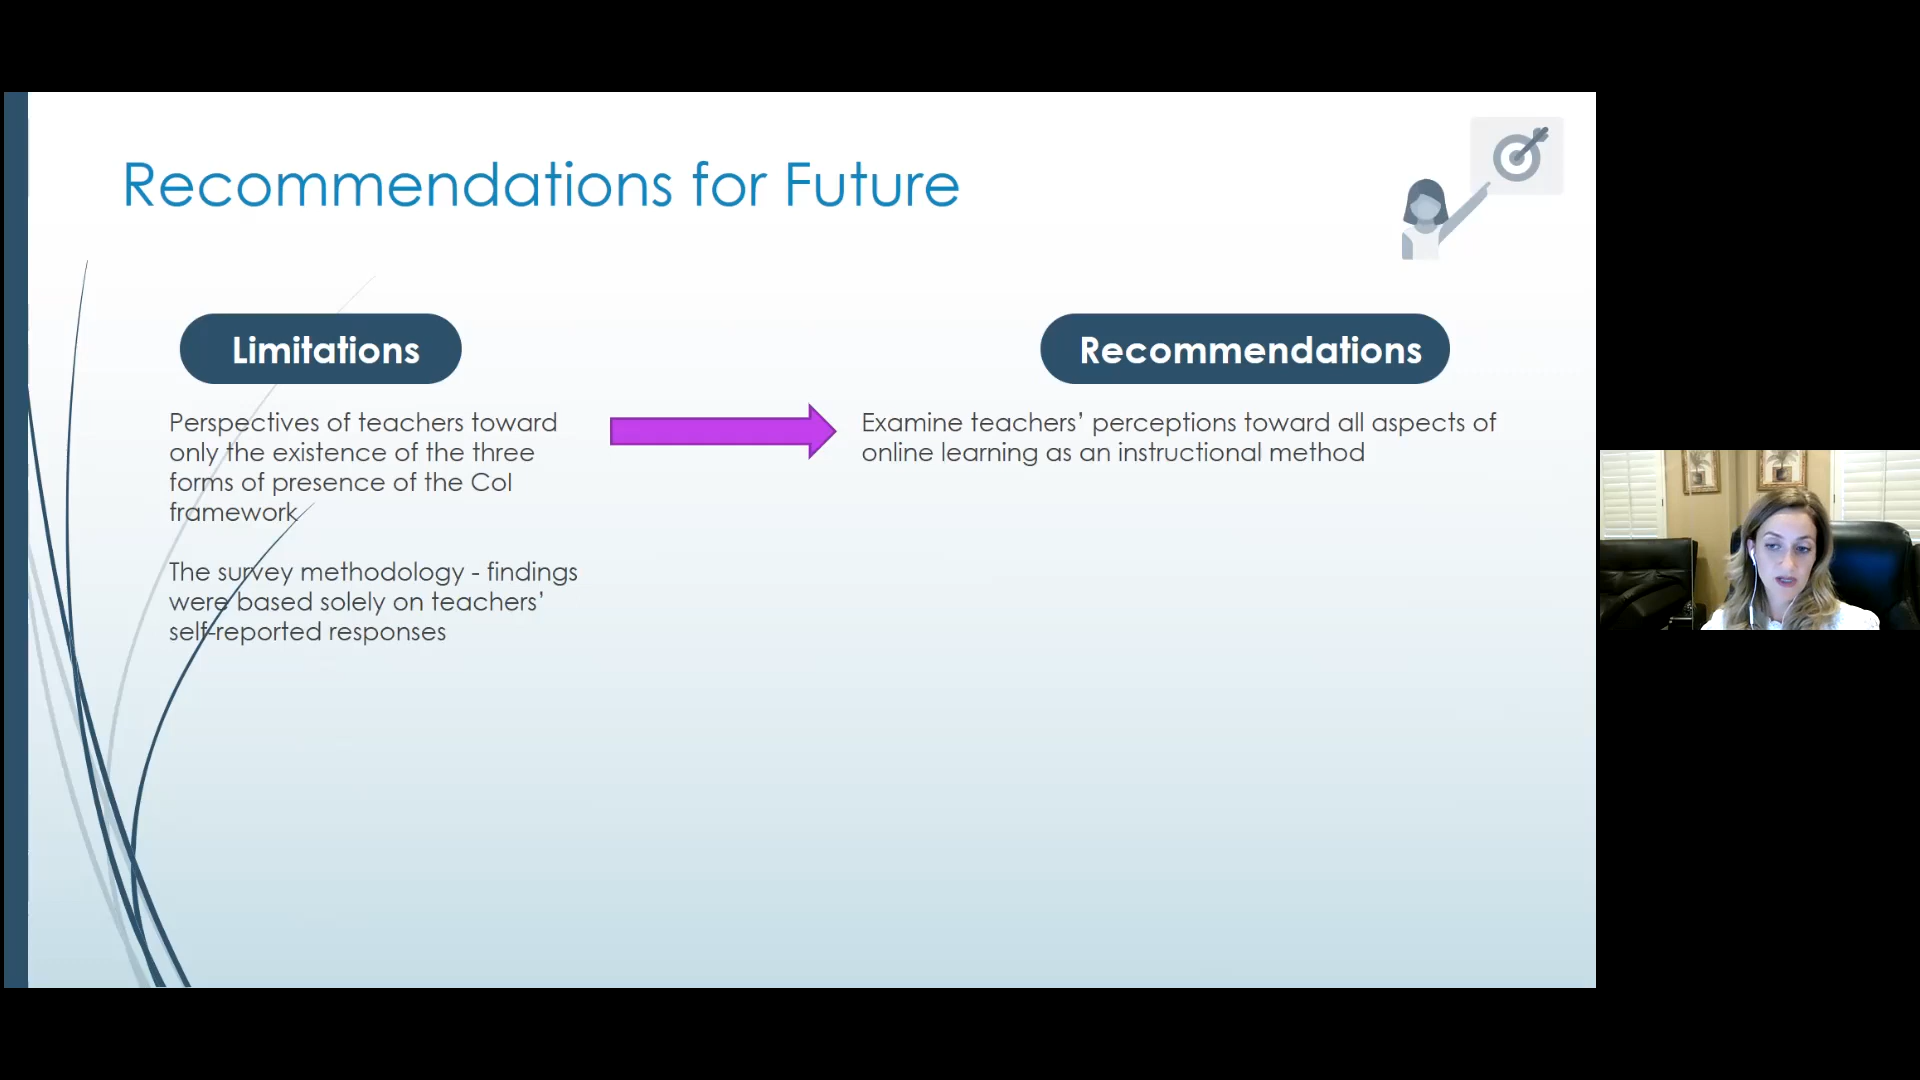 Recommendations for Future
Limitations
Perspectives of teachers toward
only the existence of the three
forms of presence of the CoI
framework
The survey methodology - findings
were based solely on teachers’
self-reported responses
Recommendations
Examine teachers’ perceptions toward all aspects of
online learning as an instructional method